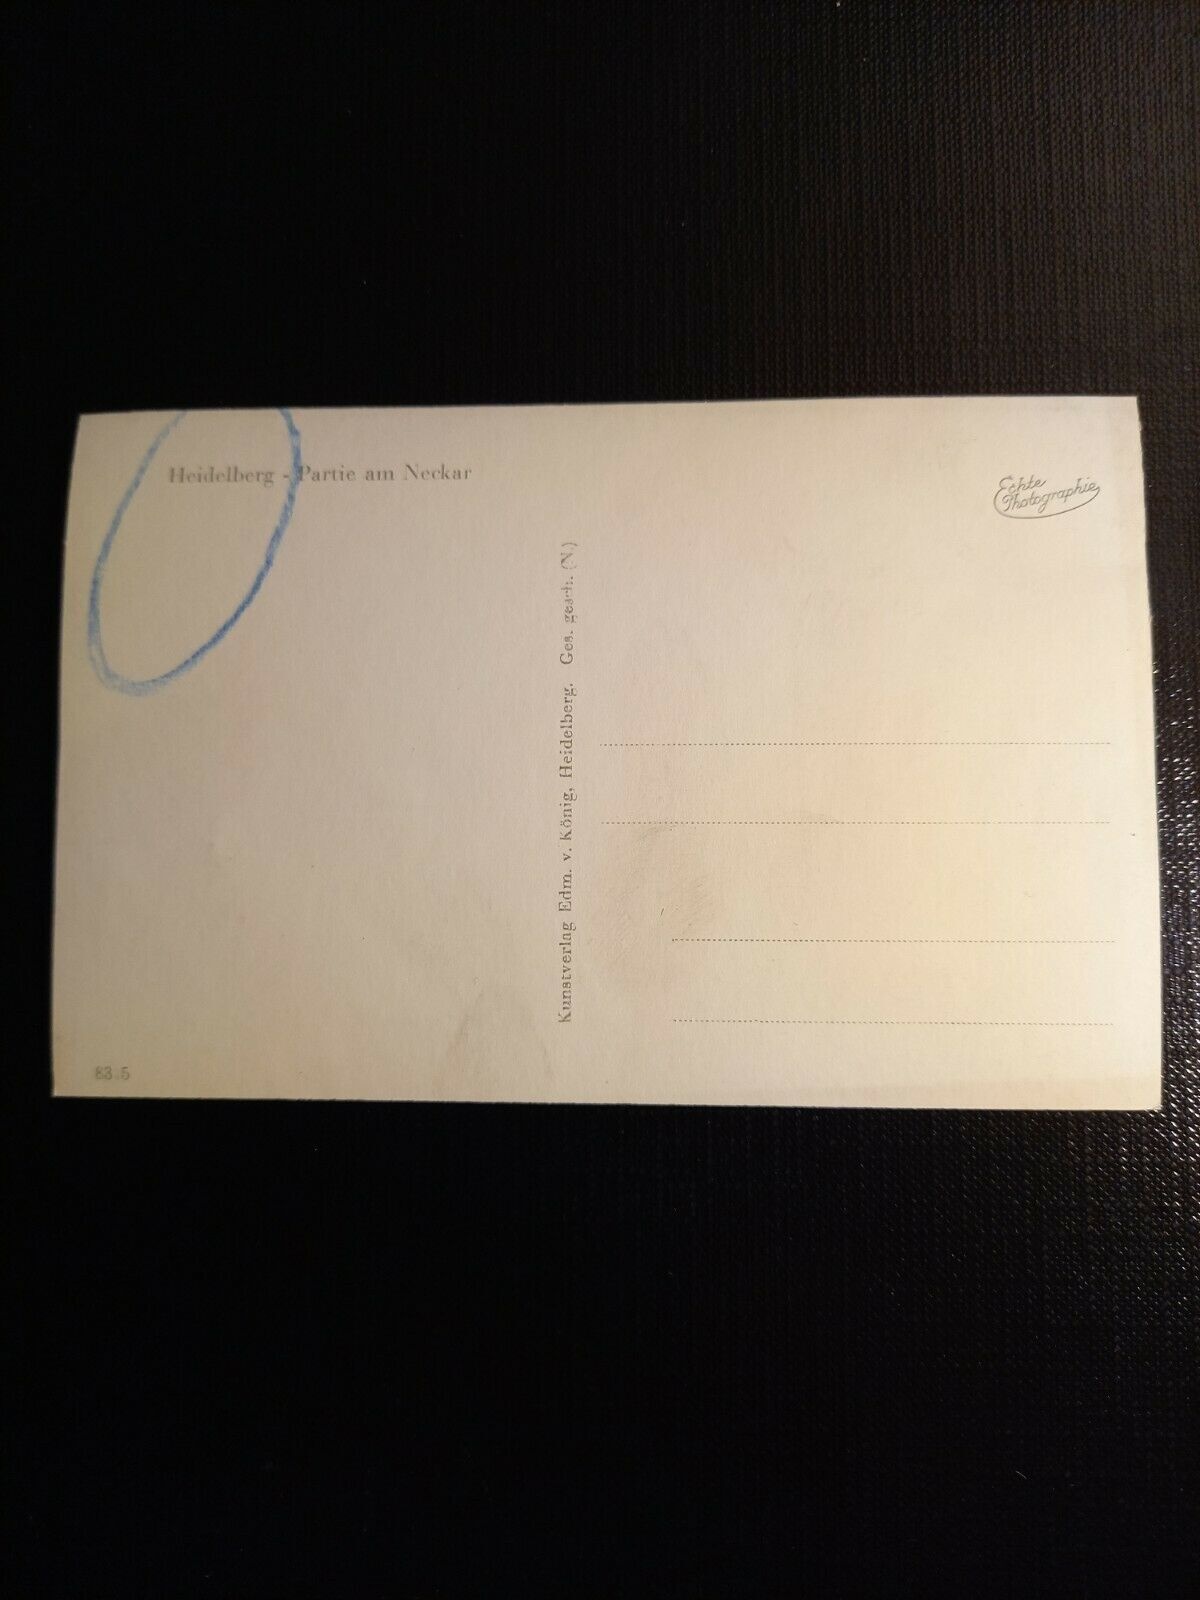 Heidelberg - Partie am Neckar
Echte
Photographie
Kunstverlag Edm. v. König, Heidelberg. Ges. gesch. (N.)
83.5